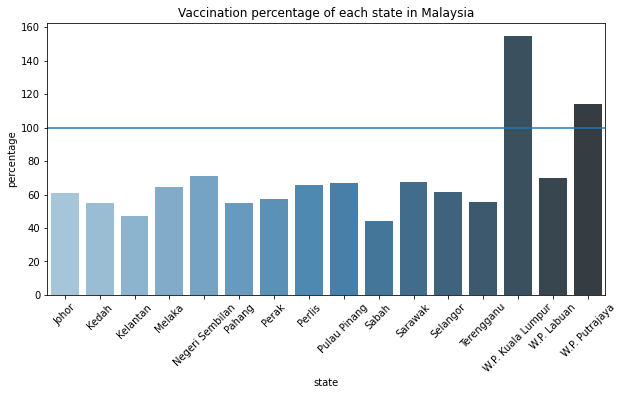 Vaccination percentage of each state in Malaysia
percentage
160
140
120
100
80
60
40
20
0
Johor
Kedah
Kelantan
Melaka
Negeri Sembilan
Pahang
Perak
Perlis
Pulau Pinang
Sabah
Sarawak
Selangor
Terengganu
W.P. Kuala Lumpur
W.P. Labuan
W.P. Putrajaya
state